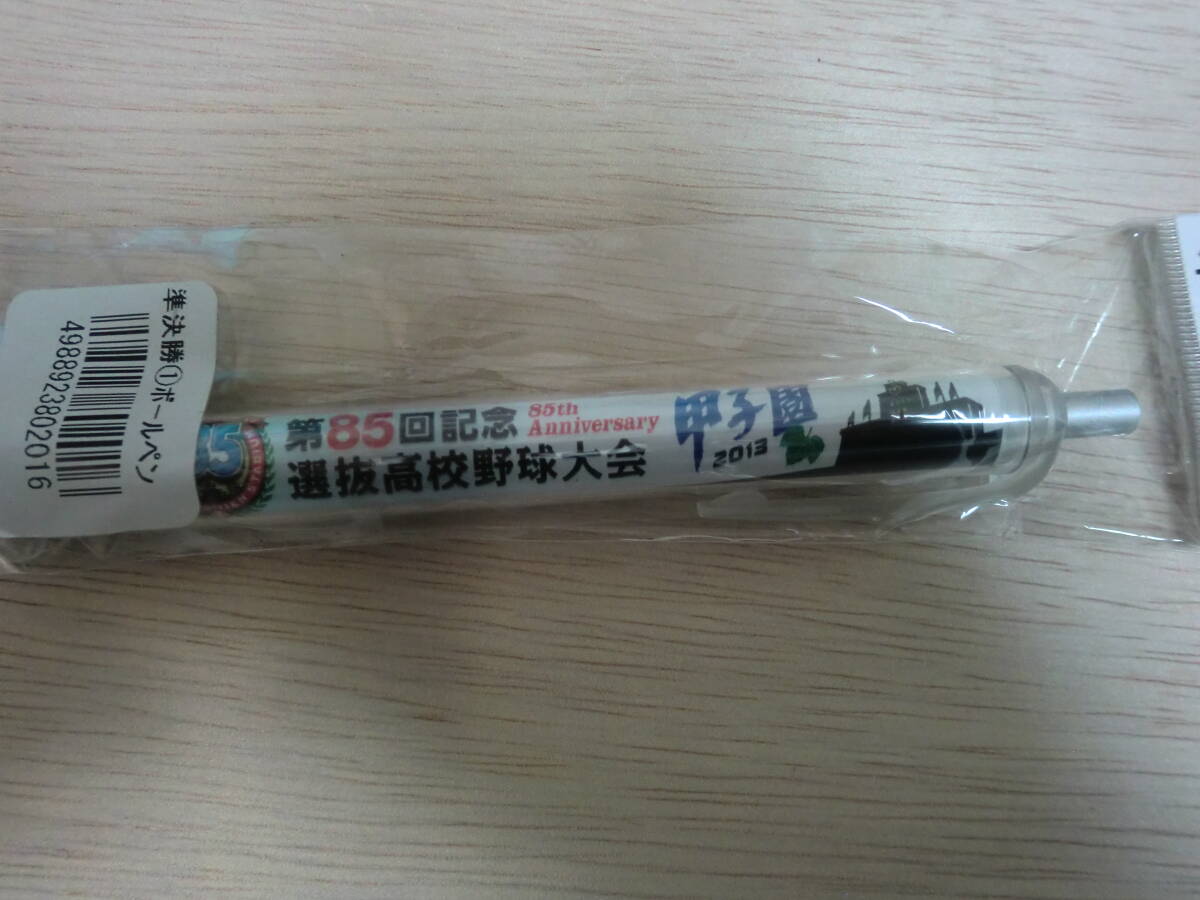 準決勝①ボールペン
4988923802016
第85回記念
85th
Anniversary
選抜高校野球大会
甲子園
2013